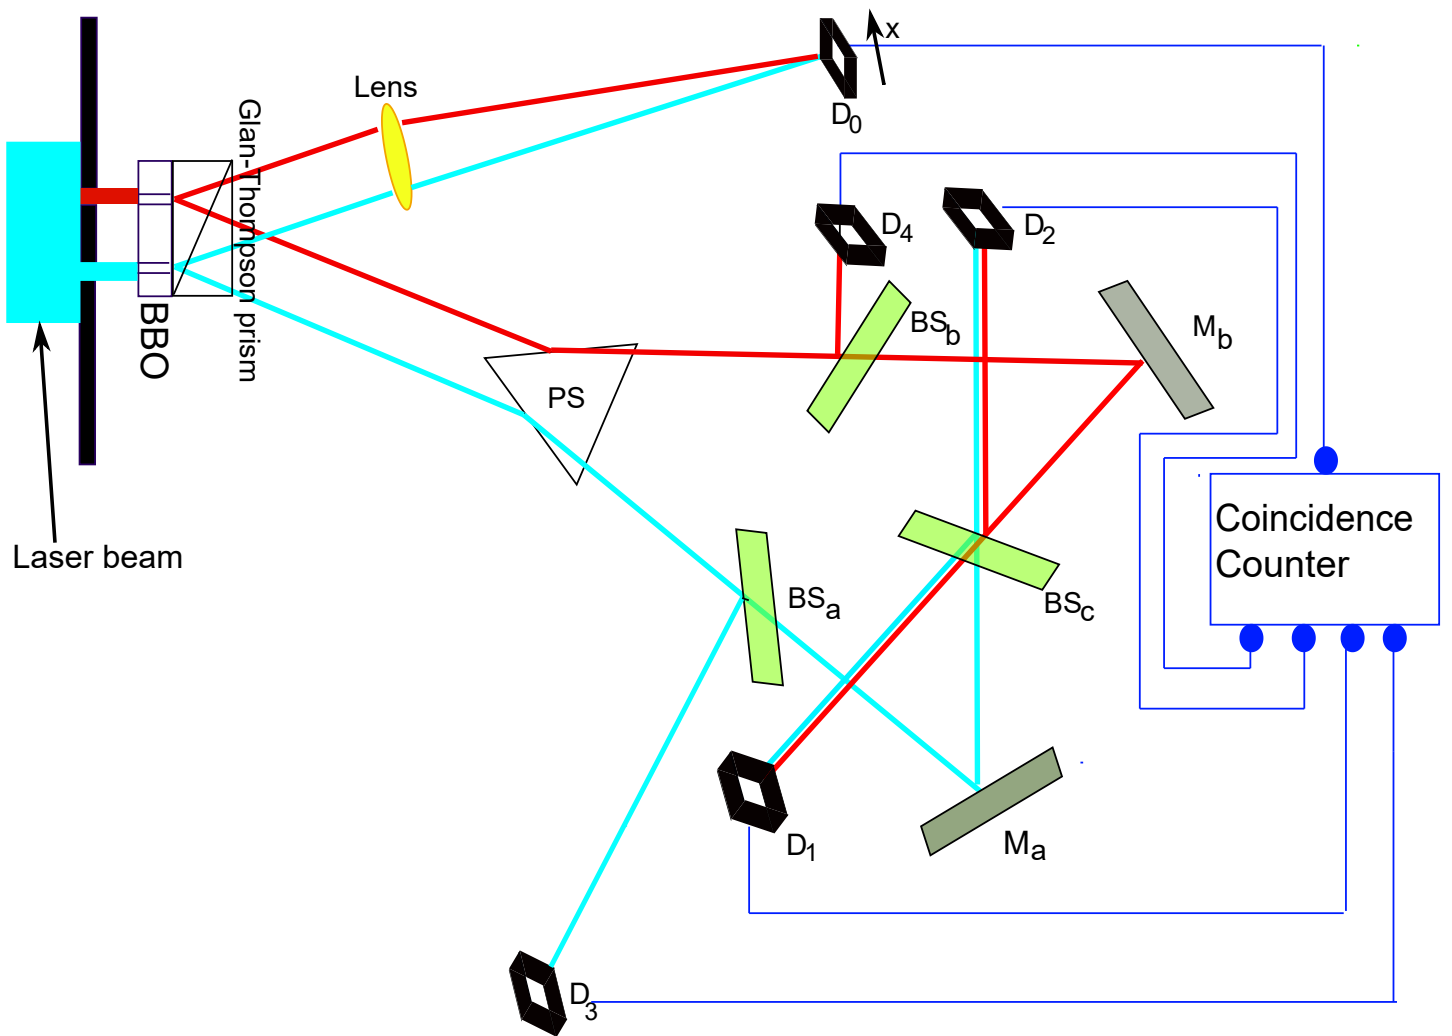 Lens
x
D0
Glan-Thompson prism
D4
D2
BSb
Mb
BBO
PS
Coincidence
Counter
Laser beam
BSa
BSc
D1
Ma
D3